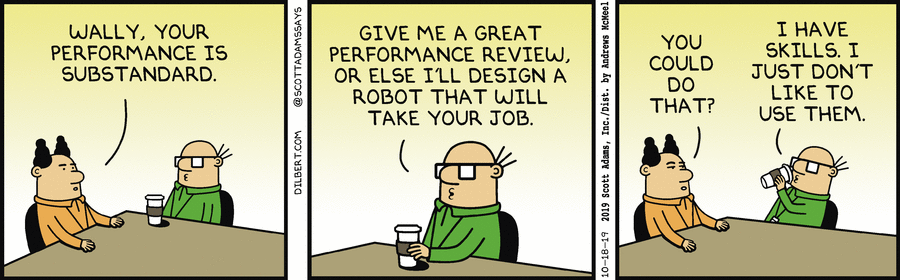 WALLY, YOUR
PERFORMANCE IS
SUBSTANDARD.
DILBERT.COM @SCOTTADAMSSAYS
GIVE ME A GREAT
PERFORMANCE REVIEW,
OR ELSE I'LL DESIGN A
ROBOT THAT WILL
TAKE YOUR JOB.
10-18-19 2019 Scott Adams, Inc./Dist. by Andrews McMeel
YOU
COULD
DO
THAT?
I HAVE
SKILLS. I
JUST DON'T
LIKE TO
USE THEM.